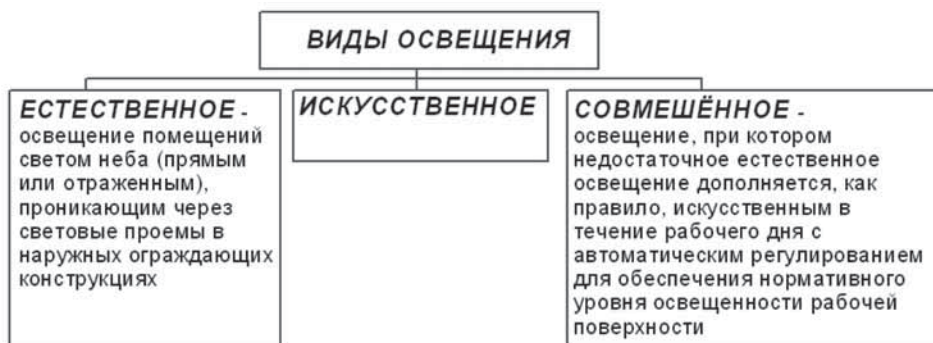 ВИДЫ ОСВЕЩЕНИЯ
ЕСТЕСТВЕННОЕ -
освещение помещений
светом неба (прямым
или отраженным),
проникающим через
световые проемы в
наружных ограждающих
конструкциях
ИСКУССТВЕННОЕ
СОВМЕШЁННОЕ -
освещение, при котором
недостаточное естественное
освещение дополняется, как
правило, искусственным в
течение рабочего дня с
автоматическим регулированием
для обеспечения нормативного
уровня освещенности рабочей
поверхности